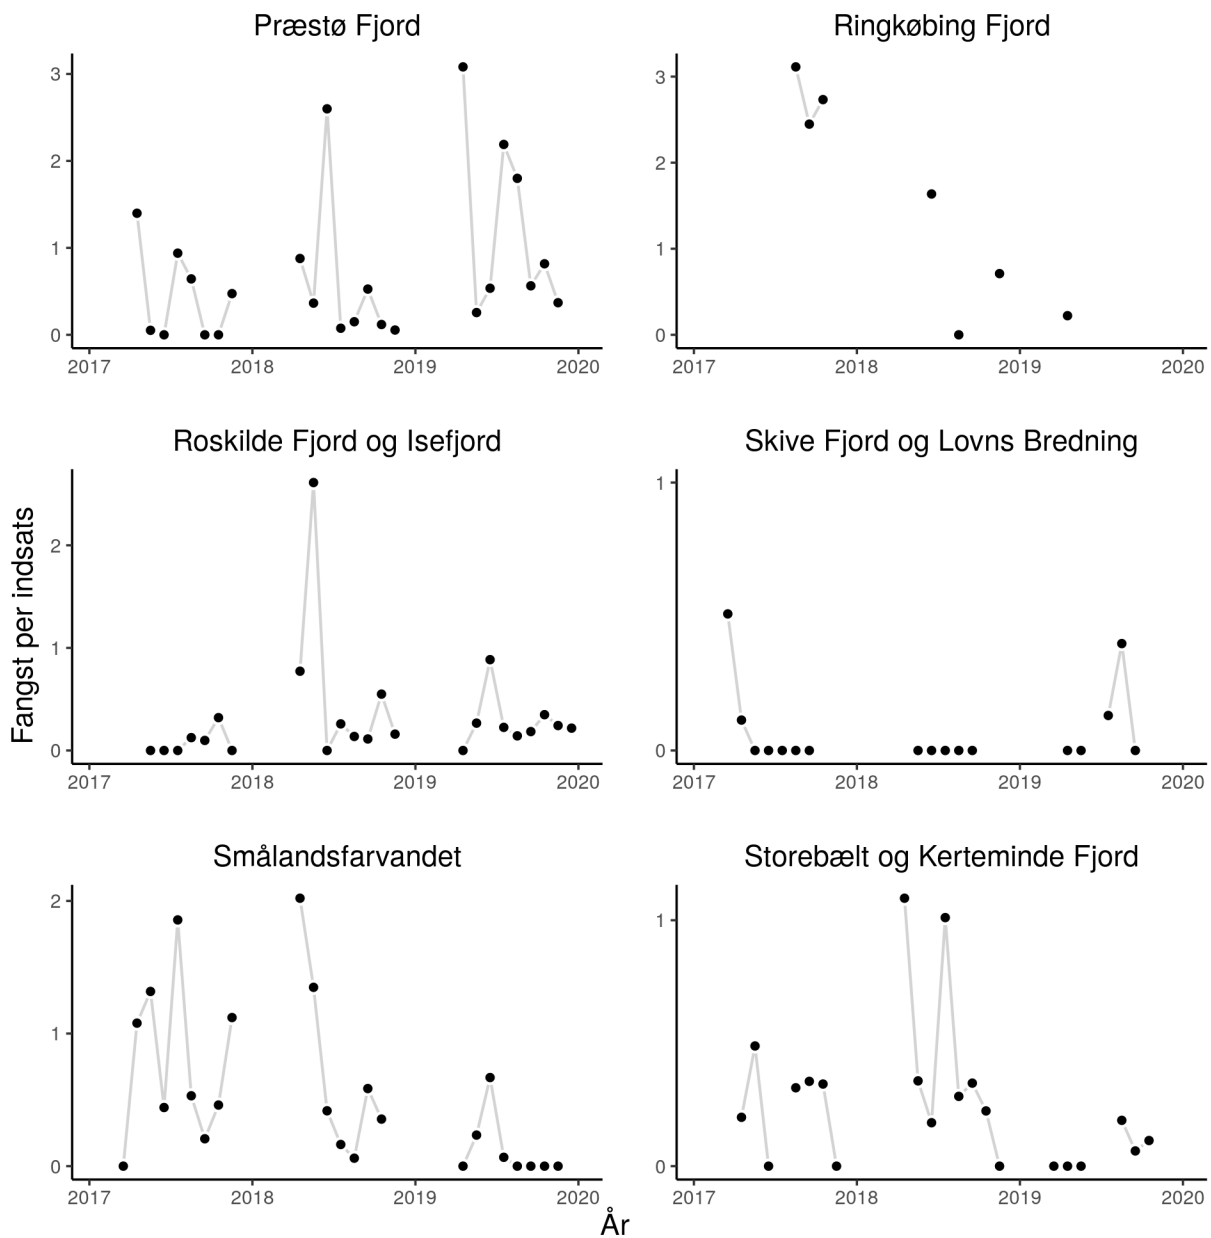 Præstø Fjord
3
2
1
0
2017 2018 2019 2020
Ringkøbing Fjord
3
2
1
0
2017 2018 2019 2020
Roskilde Fjord og Isefjord
2
1
0
2017 2018 2019 2020
Skive Fjord og Lovns Bredning
1
0
2017 2018 2019 2020
Fangst per indsats
Smålandsfarvandet
2
1
0
2017 2018 2019 2020
Storebælt og Kerteminde Fjord
1
0
2017 2018 2019 2020
År